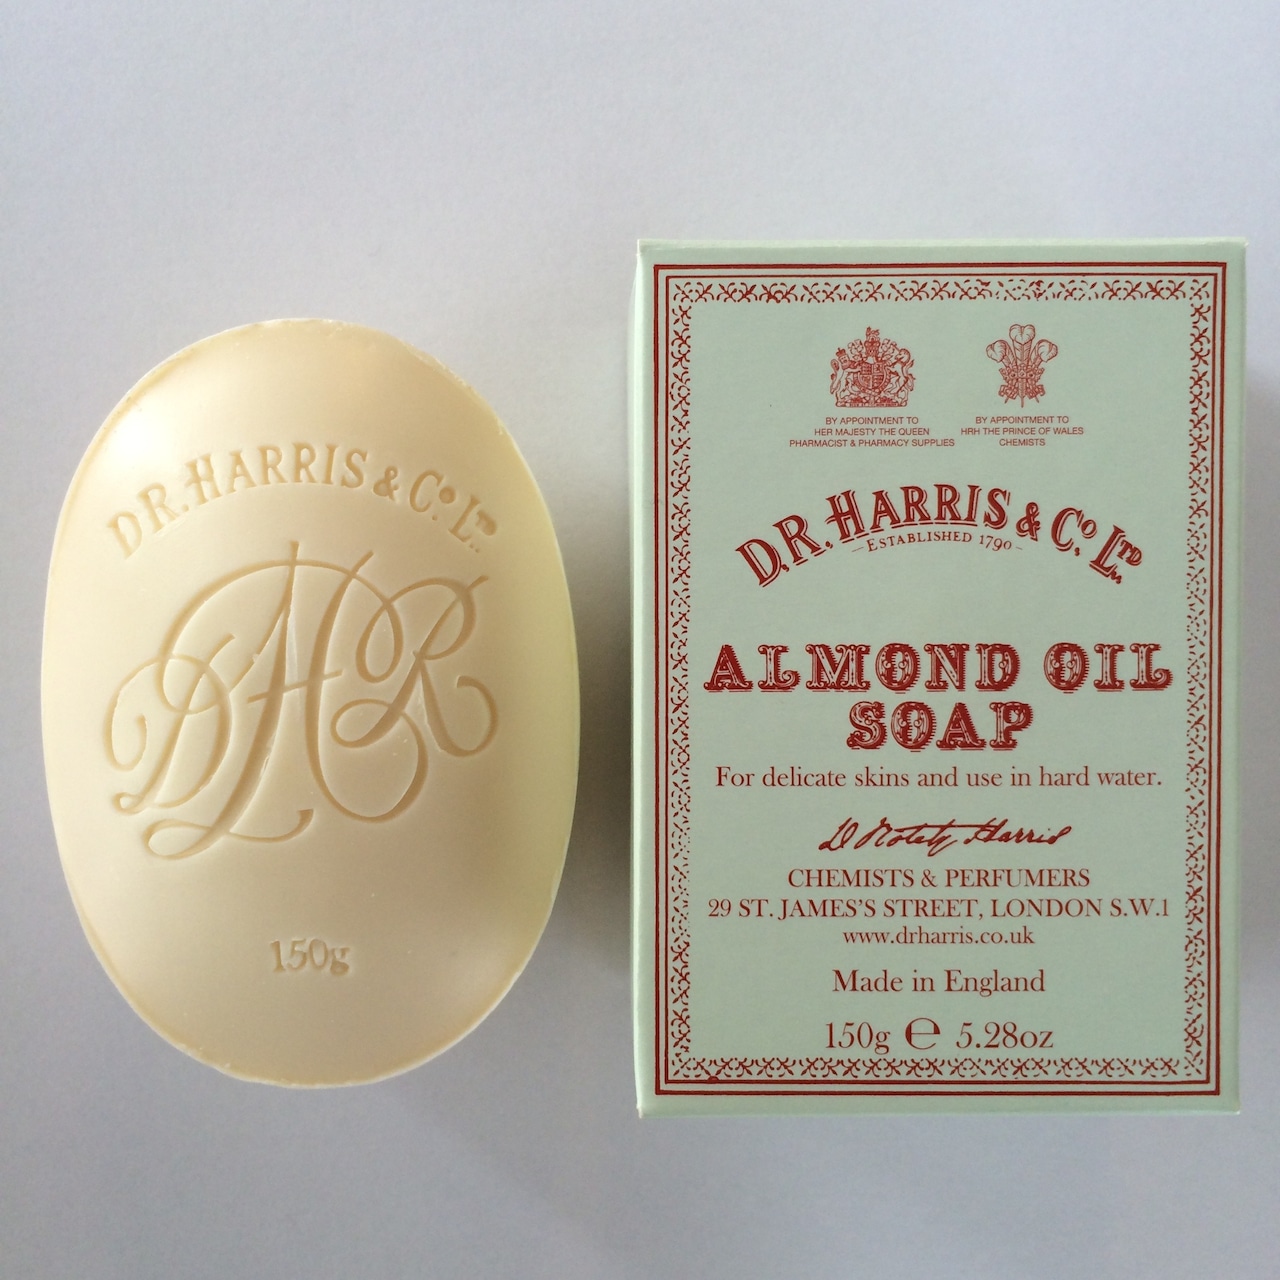 D.R. HARRIS & Co. LTD.
DHR
150g
BY APPOINTMENT TO
HER MAJESTY THE QUEEN
PHARMACIST & PHARMACY SUPPLIES
BY APPOINTMENT TO
HRH THE PRINCE OF WALES
CHEMISTS
D.R. HARRIS & Co. LTD
ESTABLISHED 1790
ALMOND OIL
SOAP
For delicate skins and use in hard water.
CHEMISTS & PERFUMERS
29 ST. JAMES'S STREET, LONDON S.W.1
www.drharris.co.uk
Made in England
150g ℮ 5.28oz